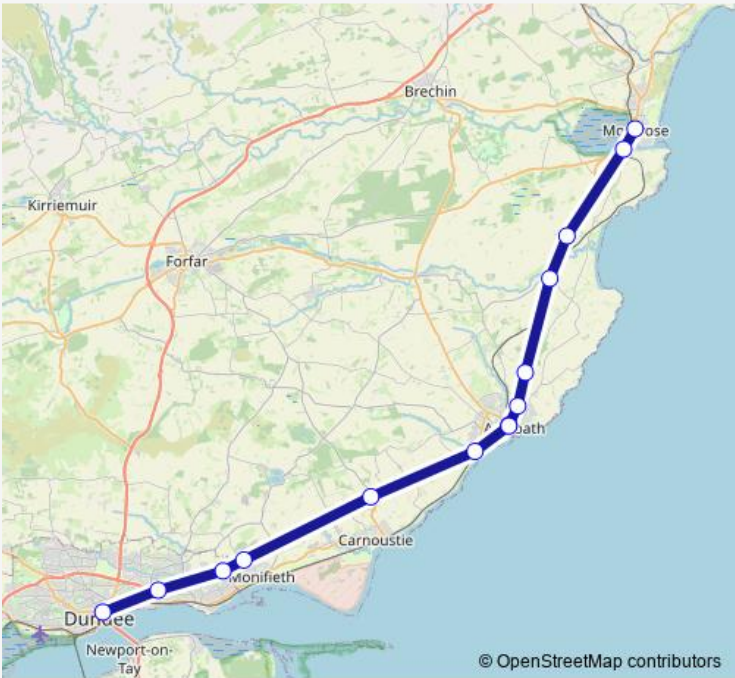 Brechin
Montrose
Kirriemuir
Forfar
Arbroath
Carnoustie
Monifieth
Dundee
Newport-on-
Tay
© OpenStreetMap contributors